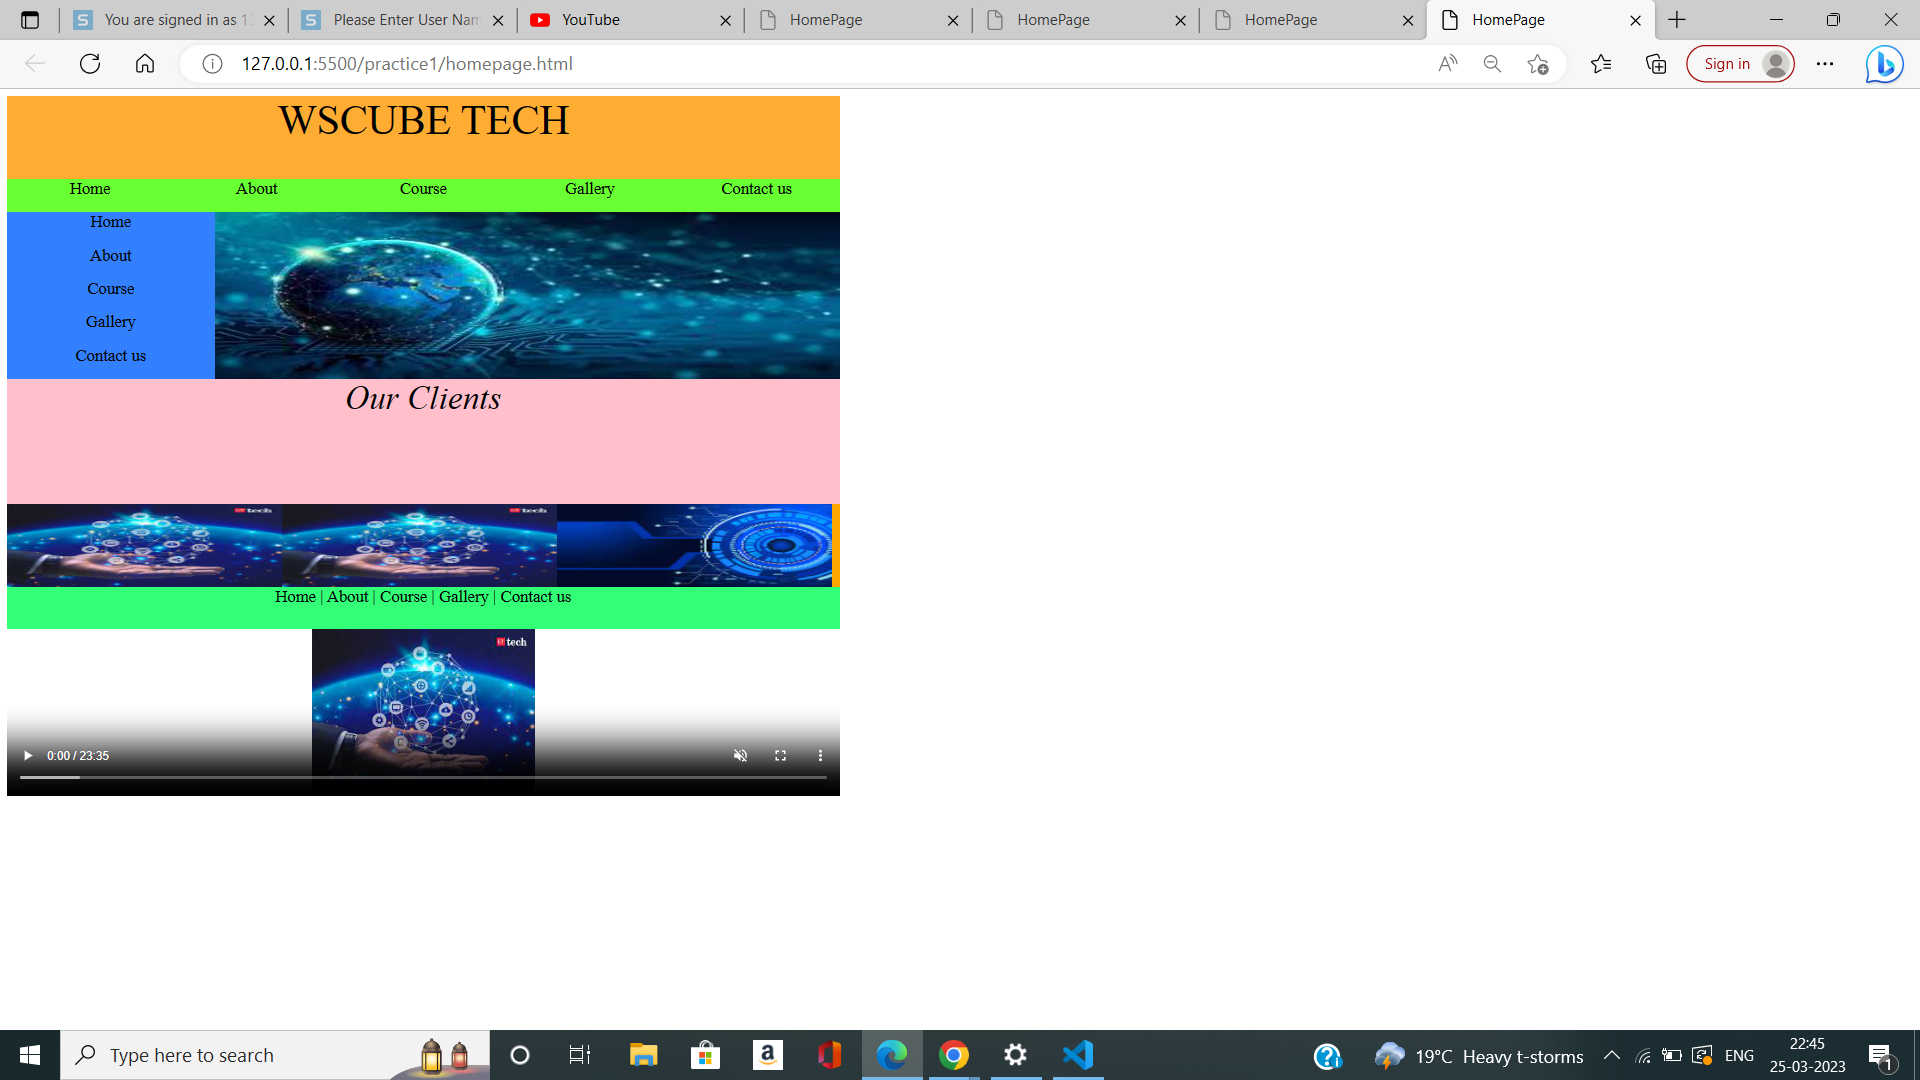 You are signed in as 1
Please Enter User Nam
YouTube
HomePage
HomePage
HomePage
HomePage
127.0.0.1:5500/practice1/homepage.html
Sign in
WSCUBE TECH
Home About Course Gallery Contact us
Home
About
Course
Gallery
Contact us
Our Clients
tech tech
Home | About | Course | Gallery | Contact us
ET tech
0:00 / 23:35
Type here to search
19°C Heavy t-storms
ENG
22:45
25-03-2023
1